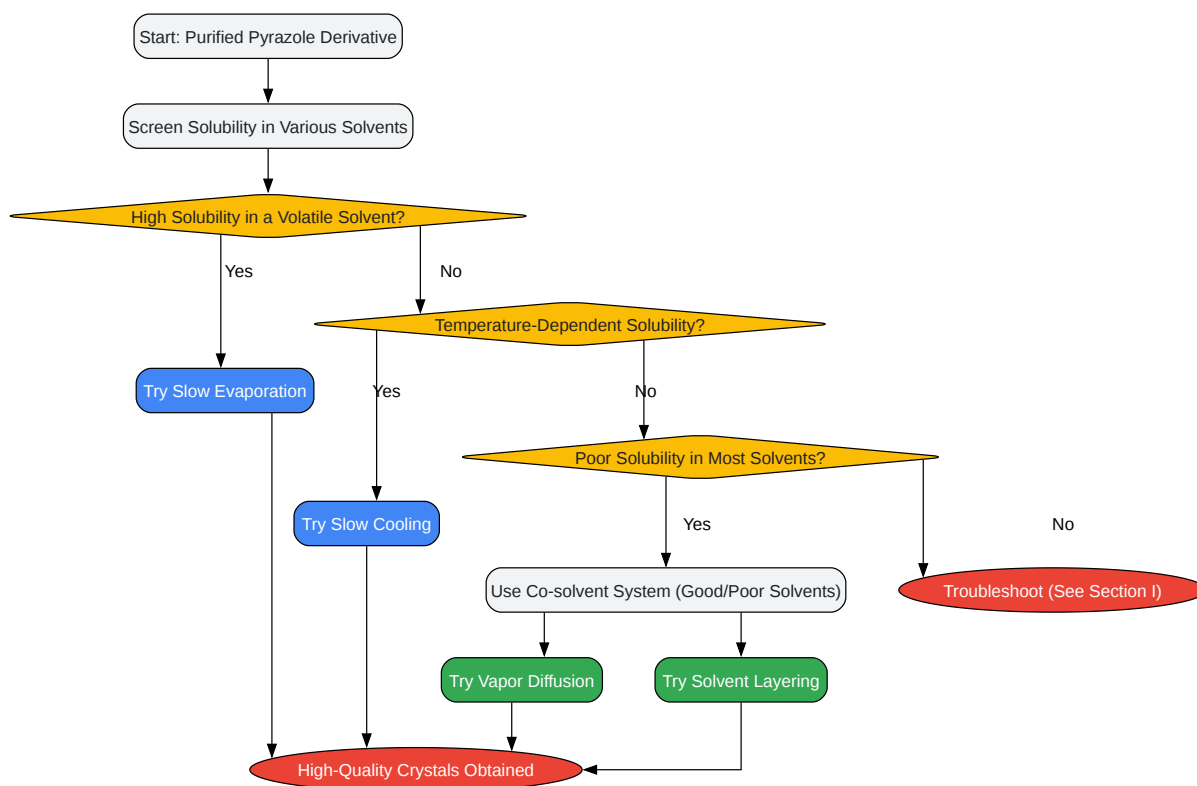 Start: Purified Pyrazole Derivative
Screen Solubility in Various Solvents
High Solubility in a Volatile Solvent?
Yes
No
Temperature-Dependent Solubility?
Try Slow Evaporation
Yes
No
Poor Solubility in Most Solvents?
Try Slow Cooling
Yes
No
Use Co-solvent System (Good/Poor Solvents)
Troubleshoot (See Section I)
Try Vapor Diffusion
Try Solvent Layering
High-Quality Crystals Obtained